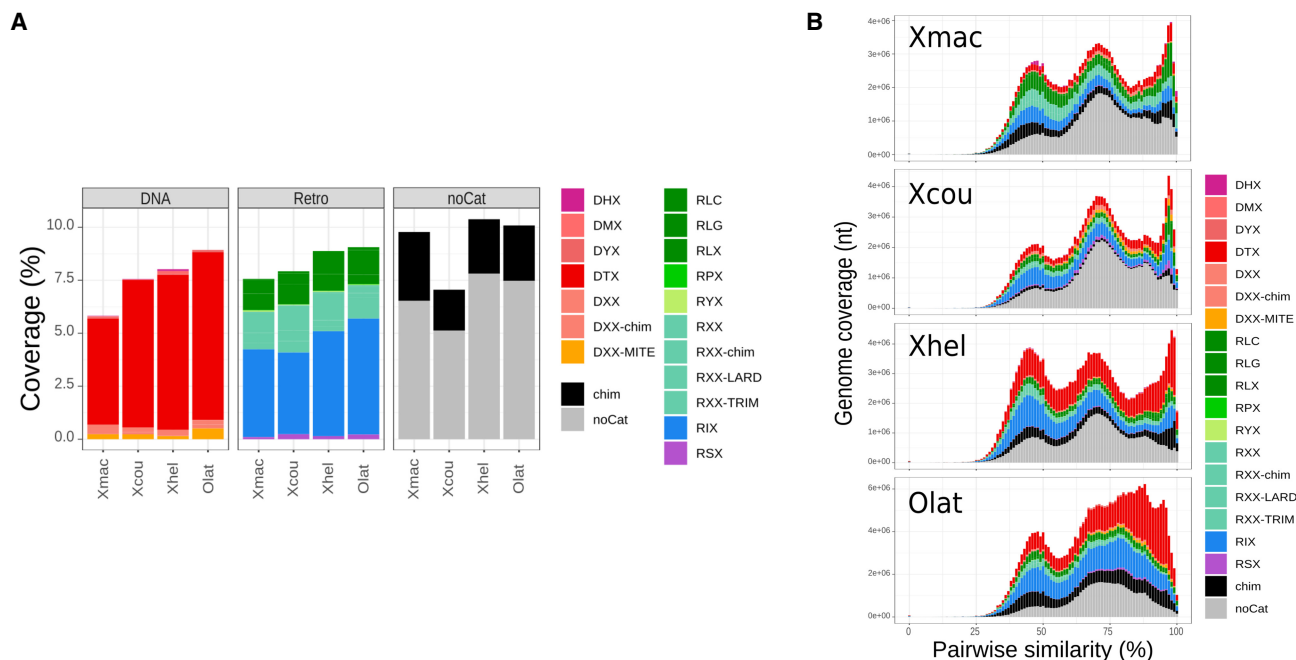 A
DNA
Retro
noCat
Coverage (%)
10.0
7.5
5.0
2.5
0.0
Xmac
Xcou
Xhel
Olat
Xmac
Xcou
Xhel
Olat
Xmac
Xcou
Xhel
Olat
DHX
DMX
DYX
DTX
DXX
DXX-chim
DXX-MITE
chim
noCat
RLC
RLG
RLX
RPX
RYX
RXX
RXX-chim
RXX-LARD
RXX-TRIM
RIX
RSX
B
Genome coverage (nt)
Xmac
4e+06
3e+06
2e+06
1e+06
0e+00
Xcou
4e+06
3e+06
2e+06
1e+06
0e+00
Xhel
4e+06
3e+06
2e+06
1e+06
0e+00
Olat
6e+06
4e+06
2e+06
0e+00
0
25
50
75
100
Pairwise similarity (%)
DHX
DMX
DYX
DTX
DXX
DXX-chim
DXX-MITE
RLC
RLG
RLX
RPX
RYX
RXX
RXX-chim
RXX-LARD
RXX-TRIM
RIX
RSX
chim
noCat